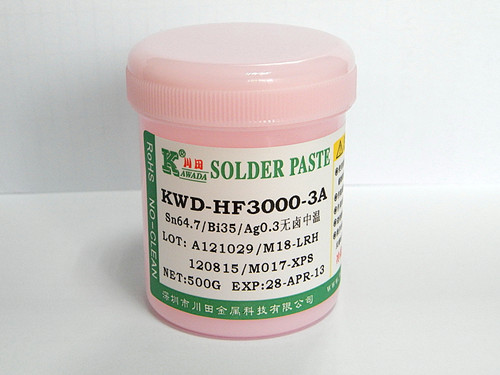 RoHS NO-CLEAN
K® 川田
AWADA
SOLDER PASTE
KWD-HF3000-3A
Sn64.7/Bi35/Ag0.3无卤中温
LOT: A121029/M18-LRH
120815/M017-XPS
NET:500G EXP:28-APR-13
深圳市川田金属科技有限公司